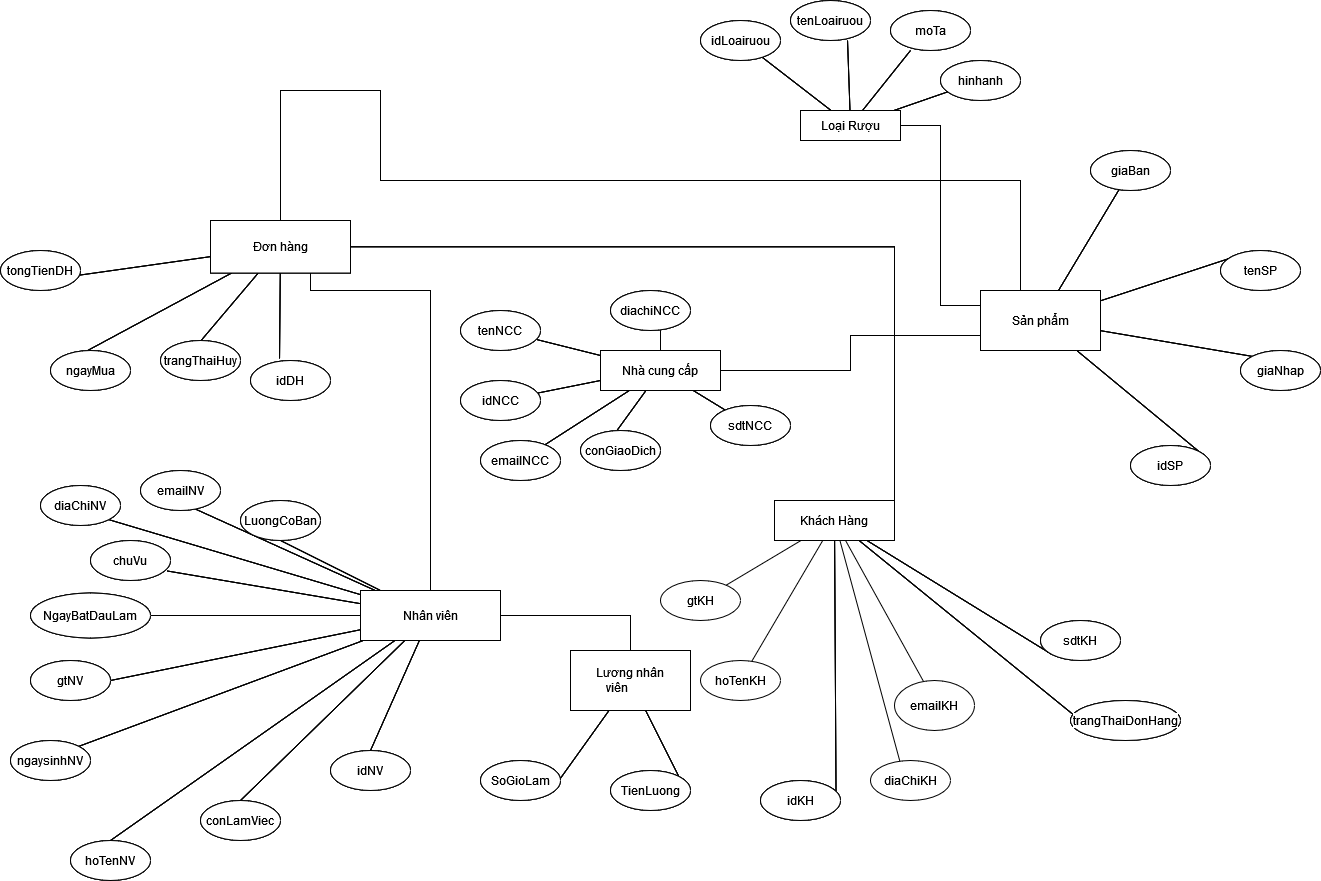 tenLoairuou
idLoairuou
moTa
hinhanh
Loại Rượu
giaBan
Đơn hàng
tongTienDH
tenSP
diachiNCC
Sản phẩm
tenNCC
ngayMua
trangThaiHuy
idDH
Nhà cung cấp
giaNhap
idNCC
sdtNCC
emailNCC
conGiaoDich
idSP
emailNV
diaChiNV
LuongCoBan
Khách Hàng
chuVu
gtKH
NgayBatDauLam
Nhân viên
sdtKH
gtNV
Lương nhân
viên
hoTenKH
emailKH
trangThaiDonHang
ngaysinhNV
idNV
SoGioLam
TienLuong
diaChiKH
idKH
conLamViec
hoTenNV